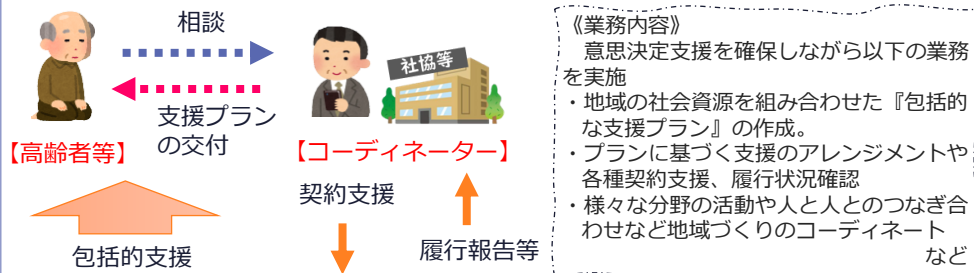 相談
社協等
支援プラン
の交付
【高齢者等】
【コーディネーター】
契約支援
履行報告等
包括的支援
《業務内容》
意思決定支援を確保しながら以下の業務
を実施
・地域の社会資源を組み合わせた『包括的
な支援プラン』の作成。
・プランに基づく支援のアレンジメントや
各種契約支援、履行状況確認
・様々な分野の活動や人と人とのつなぎ合
わせなど地域づくりのコーディネート
など